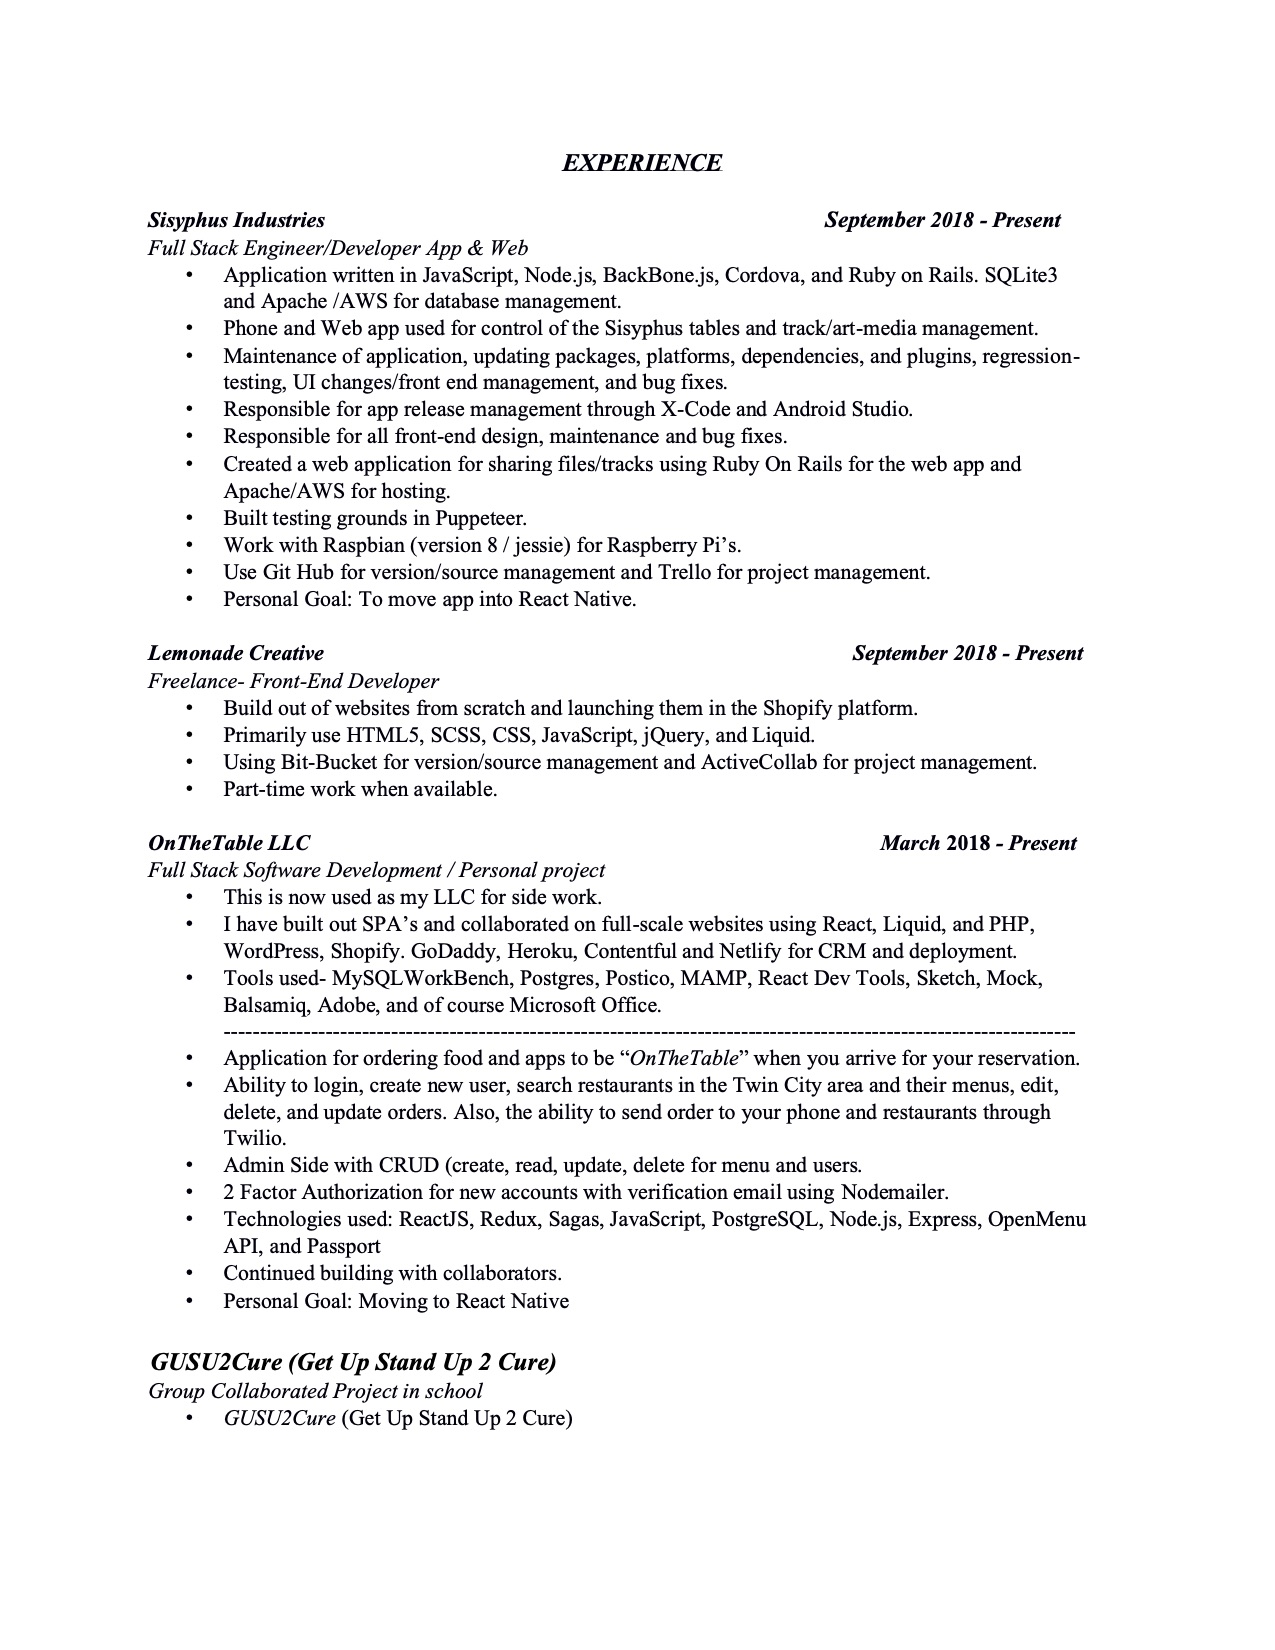 EXPERIENCE
Sisyphus Industries September 2018 - Present
Full Stack Engineer/Developer App & Web
• Application written in JavaScript, Node.js, BackBone.js, Cordova, and Ruby on Rails. SQLite3
and Apache /AWS for database management.
• Phone and Web app used for control of the Sisyphus tables and track/art-media management.
• Maintenance of application, updating packages, platforms, dependencies, and plugins, regression-
testing, UI changes/front end management, and bug fixes.
• Responsible for app release management through X-Code and Android Studio.
• Responsible for all front-end design, maintenance and bug fixes.
• Created a web application for sharing files/tracks using Ruby On Rails for the web app and
Apache/AWS for hosting.
• Built testing grounds in Puppeteer.
• Work with Raspbian (version 8 / jessie) for Raspberry Pi’s.
• Use Git Hub for version/source management and Trello for project management.
• Personal Goal: To move app into React Native.
Lemonade Creative September 2018 - Present
Freelance- Front-End Developer
• Build out of websites from scratch and launching them in the Shopify platform.
• Primarily use HTML5, SCSS, CSS, JavaScript, jQuery, and Liquid.
• Using Bit-Bucket for version/source management and ActiveCollab for project management.
• Part-time work when available.
OnTheTable LLC March 2018 - Present
Full Stack Software Development / Personal project
• This is now used as my LLC for side work.
• I have built out SPA’s and collaborated on full-scale websites using React, Liquid, and PHP,
WordPress, Shopify. GoDaddy, Heroku, Contentful and Netlify for CRM and deployment.
• Tools used- MySQLWorkBench, Postgres, Postico, MAMP, React Dev Tools, Sketch, Mock,
Balsamiq, Adobe, and of course Microsoft Office.
---------------------------------------------------------------------------------------------------------------------
• Application for ordering food and apps to be “OnTheTable” when you arrive for your reservation.
• Ability to login, create new user, search restaurants in the Twin City area and their menus, edit,
delete, and update orders. Also, the ability to send order to your phone and restaurants through
Twilio.
• Admin Side with CRUD (create, read, update, delete for menu and users.
• 2 Factor Authorization for new accounts with verification email using Nodemailer.
• Technologies used: ReactJS, Redux, Sagas, JavaScript, PostgreSQL, Node.js, Express, OpenMenu
API, and Passport
• Continued building with collaborators.
• Personal Goal: Moving to React Native
GUSU2Cure (Get Up Stand Up 2 Cure)
Group Collaborated Project in school
• GUSU2Cure (Get Up Stand Up 2 Cure)